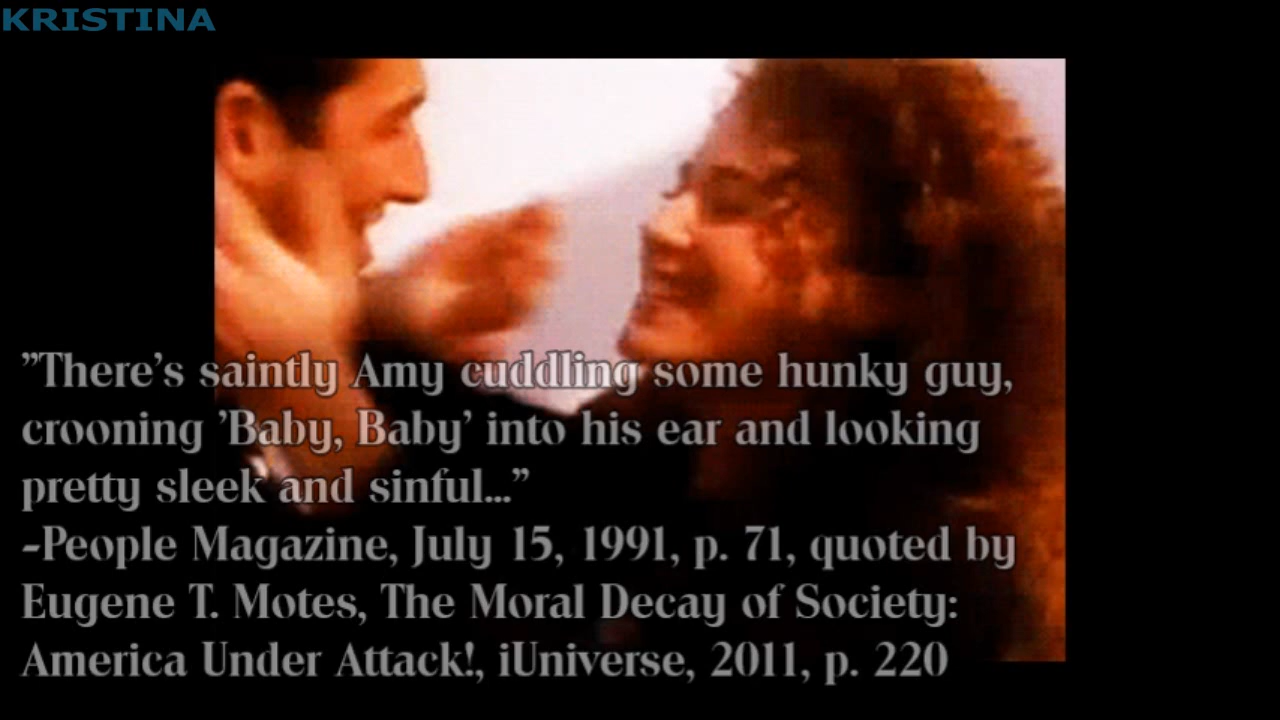 KRISTINA
”There’s saintly Amy cuddling some hunky guy,
crooning ’Baby, Baby’ into his ear and looking
pretty sleek and sinful...”
-People Magazine, July 15, 1991, p. 71, quoted by
Eugene T. Motes, The Moral Decay of Society:
America Under Attack!, iUniverse, 2011, p. 220